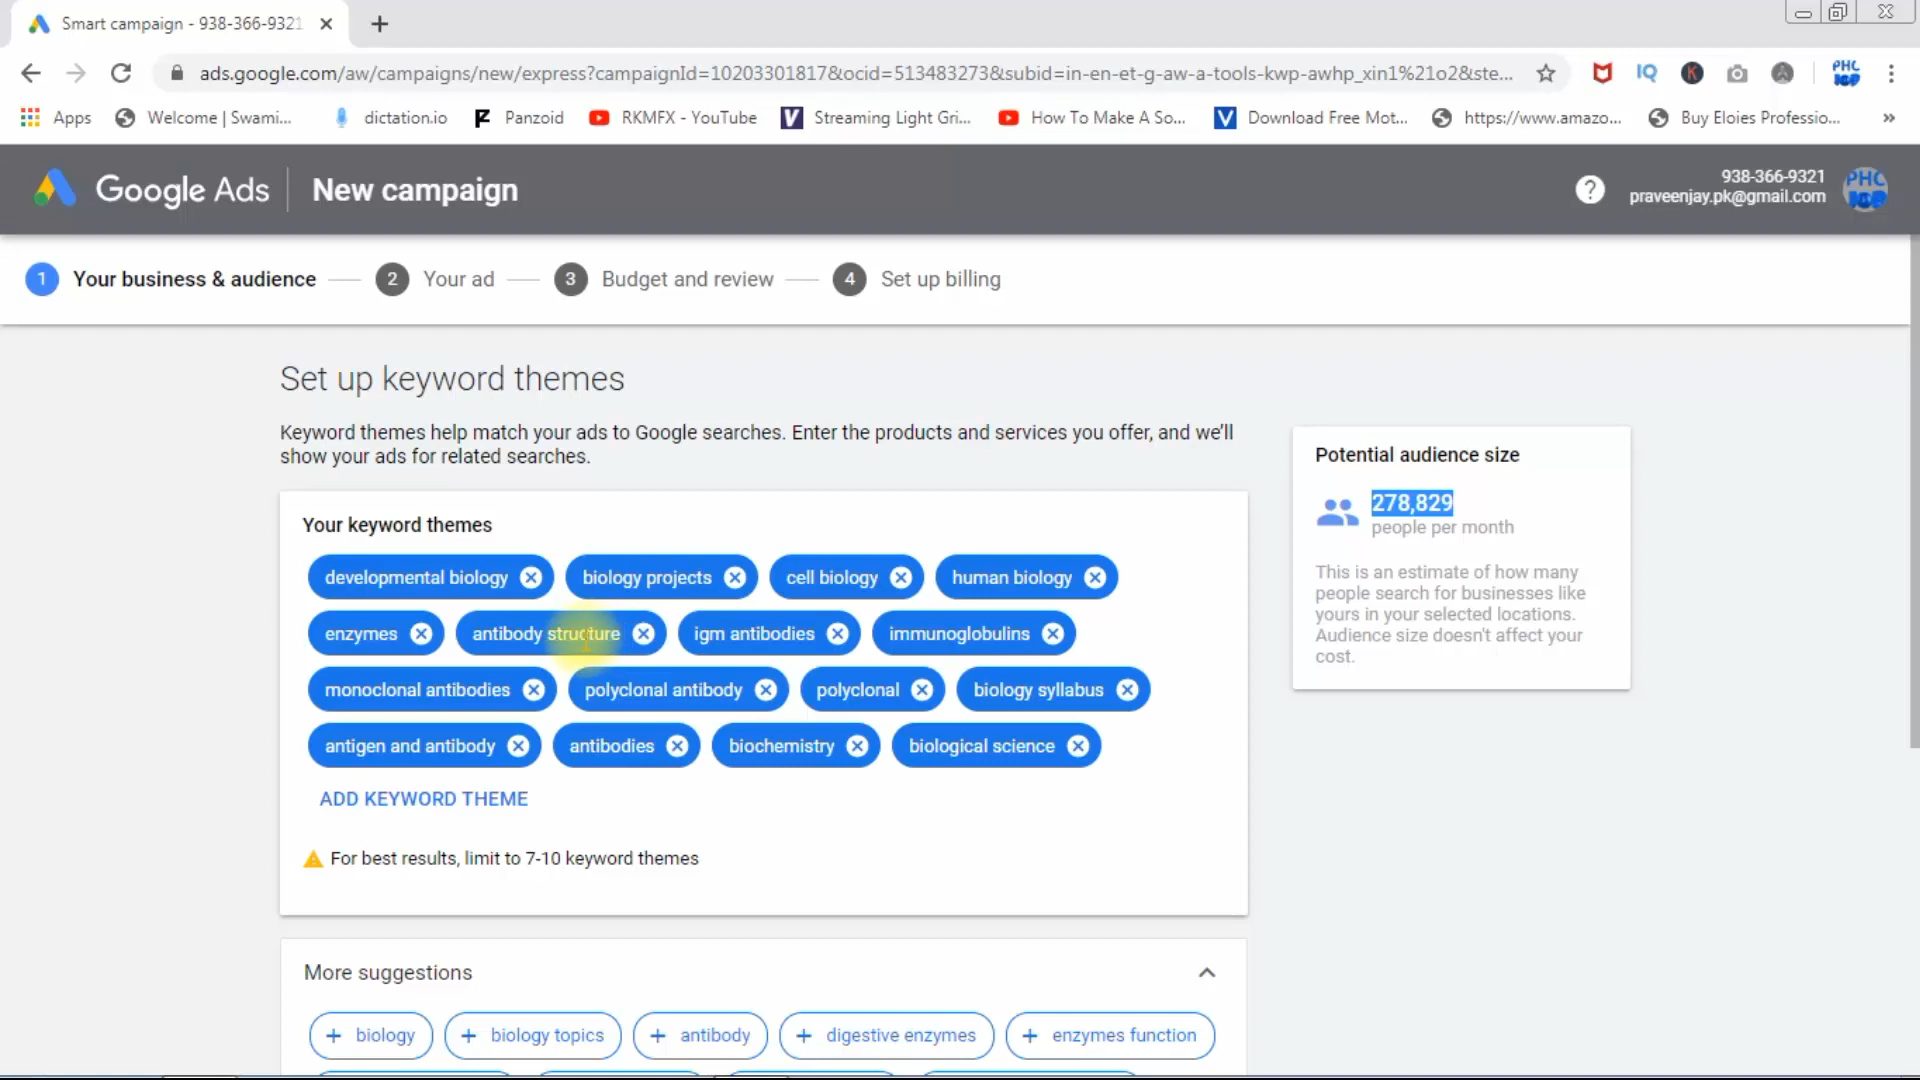 Smart campaign - 938-366-9321
ads.google.com/aw/campaigns/new/express?campaignId=10203301817&ocid=513483273&subid=in-en-et-g-aw-a-tools-kwp-awhp_xin1%21o2&ste...
IQ
K
PHC
Apps
Welcome | Swami...
dictation.io
Panzoid
RKMFX - YouTube
Streaming Light Gri...
How To Make A So...
Download Free Mot...
https://www.amazo...
Buy Eloies Professio...
»
Google Ads
New campaign
?
938-366-9321
praveenjay.pk@gmail.com
PHC
1 Your business & audience
2 Your ad
3 Budget and review
4 Set up billing
Set up keyword themes
Keyword themes help match your ads to Google searches. Enter the products and services you offer, and we'll
show your ads for related searches.
Your keyword themes
developmental biology
biology projects
cell biology
human biology
enzymes
antibody structure
igm antibodies
immunoglobulins
monoclonal antibodies
polyclonal antibody
polyclonal
biology syllabus
antigen and antibody
antibodies
biochemistry
biological science
ADD KEYWORD THEME
For best results, limit to 7-10 keyword themes
Potential audience size
278,829
people per month
This is an estimate of how many
people search for businesses like
yours in your selected locations.
Audience size doesn't affect your
cost.
More suggestions
+ biology
+ biology topics
+ antibody
+ digestive enzymes
+ enzymes function